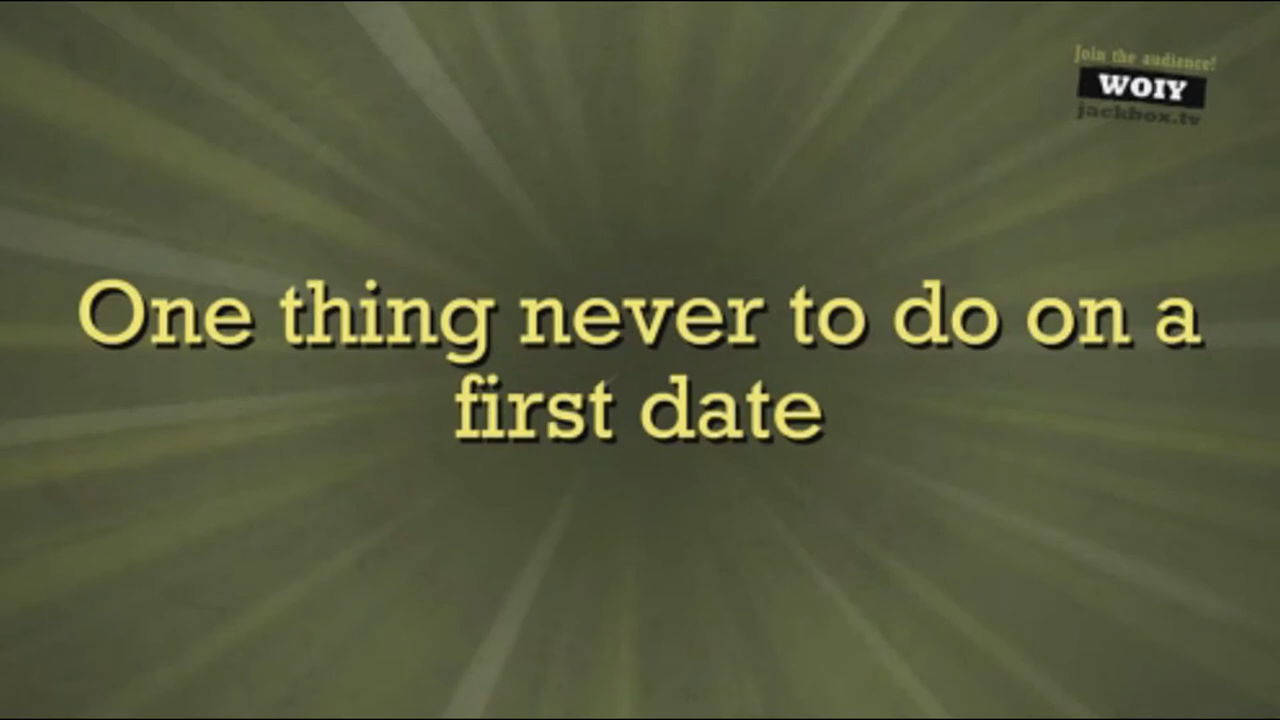 Join the audience!
WOIY
jackbox.tv
One thing never to do on a
first date